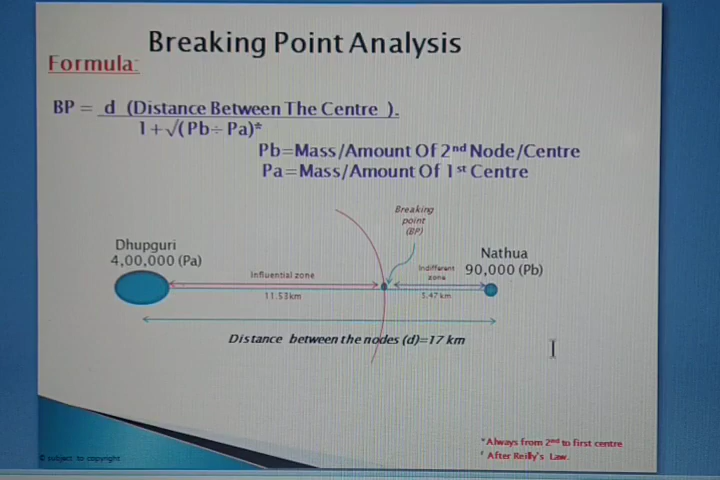 Breaking Point Analysis
Formula:
BP = d (Distance Between The Centre ).
1+√(Pb÷Pa)*
Pb=Mass/Amount Of 2nd Node/Centre
Pa=Mass/Amount Of 1st Centre
Breaking
point
(BP)
Dhupguri
4,00,000 (Pa)
Nathua
90,000 (Pb)
Influential zone
Indifferant
zone
11.53km
5.47 km
Distance between the nodes (d)=17 km
*Always from 2nd to first centre
' After Reilly's Law.
© subject to copyright